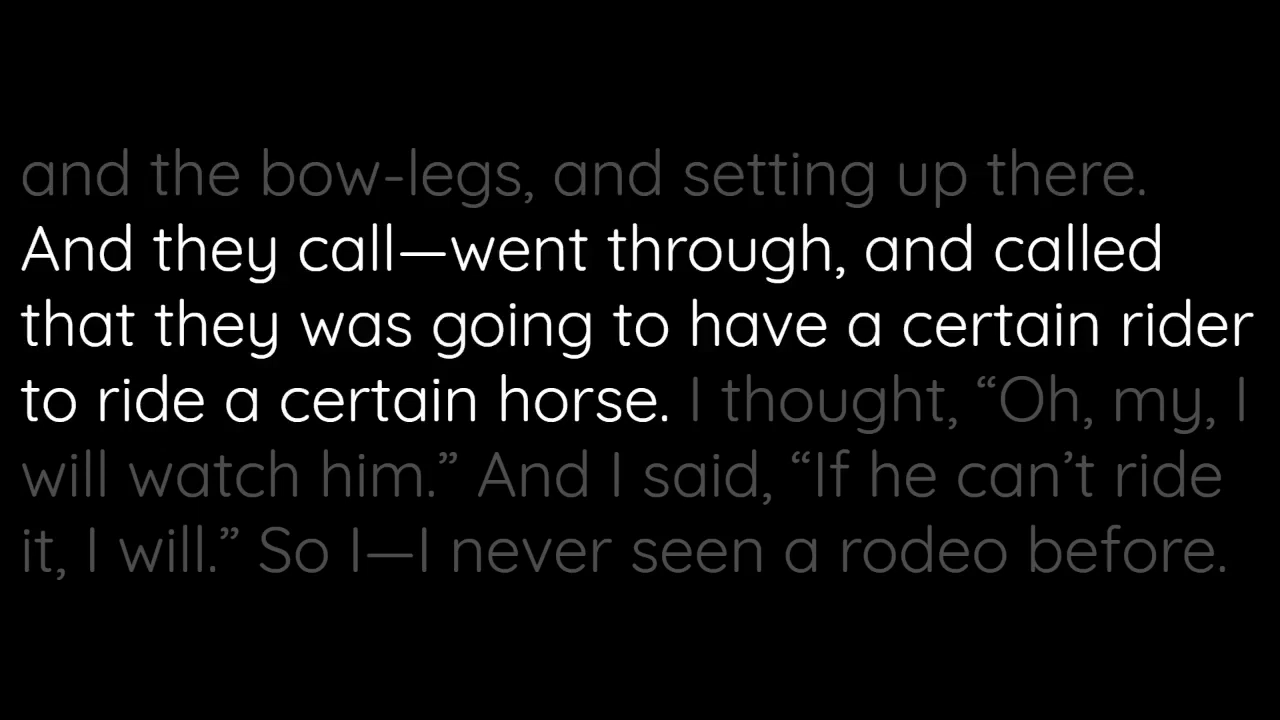 and the bow-legs, and setting up there.
And they call—went through, and called
that they was going to have a certain rider
to ride a certain horse. I thought, “Oh, my, I
will watch him.” And I said, “If he can’t ride
it, I will.” So I—I never seen a rodeo before.